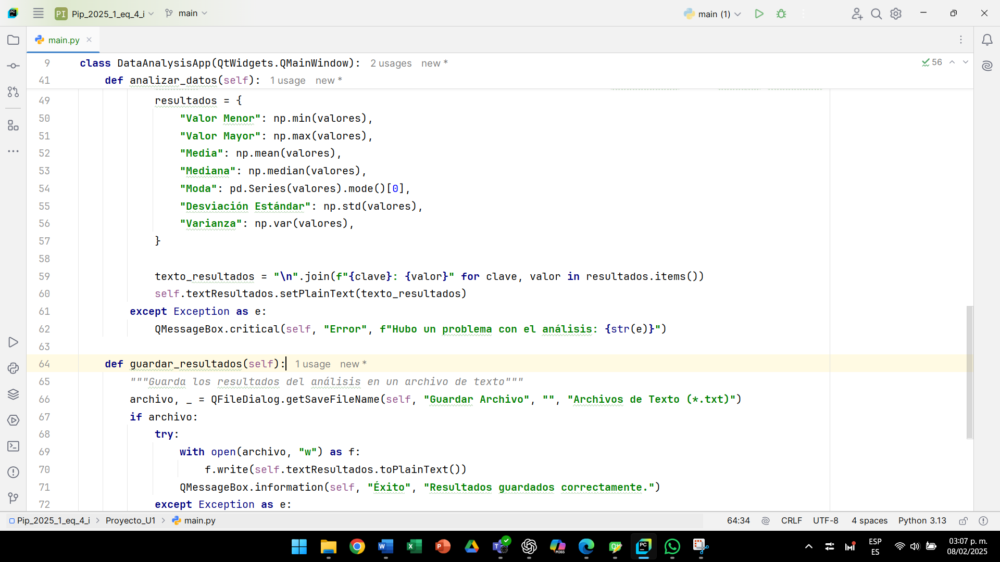 PI Pip_2025_1_eq_4_i main main (1)
main.py
9 class DataAnalysisApp(QtWidgets.QMainWindow): 2 usages new * 56
41 def analizar_datos(self): 1 usage new *
49 resultados = {
50 "Valor Menor": np.min(valores),
51 "Valor Mayor": np.max(valores),
52 "Media": np.mean(valores),
53 "Mediana": np.median(valores),
54 "Moda": pd.Series(valores).mode()[0],
55 "Desviación Estándar": np.std(valores),
56 "Varianza": np.var(valores),
57 }
58
59 texto_resultados = "\n".join(f"{clave}: {valor}" for clave, valor in resultados.items())
60 self.textResultados.setPlainText(texto_resultados)
61 except Exception as e:
62 QMessageBox.critical(self, "Error", f"Hubo un problema con el análisis: {str(e)}")
63
64 def guardar_resultados(self): 1 usage new *
65 """Guarda los resultados del análisis en un archivo de texto"""
66 archivo, _ = QFileDialog.getSaveFileName(self, "Guardar Archivo", "", "Archivos de Texto (*.txt)")
67 if archivo:
68 try:
69 with open(archivo, "w") as f:
70 f.write(self.textResultados.toPlainText())
71 QMessageBox.information(self, "Éxito", "Resultados guardados correctamente.")
72 except Exception as e:
Pip_2025_1_eq_4_i > Proyecto_U1 > main.py 64:34 CRLF UTF-8 4 spaces Python 3.13
ESP 03:07 p. m.
ES 08/02/2025